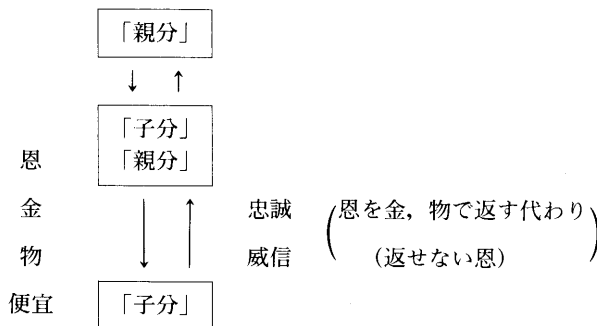 「親分」
↓ ↑
「子分」
「親分」
恩
金
物
便宜
↓ ↑
忠誠
威信
(恩を金，物で返す代わり
(返せない恩))
「子分」